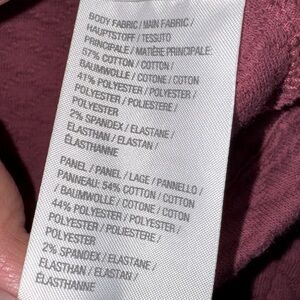 BODY FABRIC / MAIN FABRIC /
HAUPTSTOFF / TESSUTO
PRINCIPALE / MATIÈRE PRINCIPALE:
57% COTTON / COTTON /
BAUMWOLLE / COTONE / COTON
41% POLYESTER / POLYESTER /
POLYESTER / POLIESTERE /
POLYESTER
2% SPANDEX / ELASTANE /
ELASTHAN / ELASTAN /
ÉLASTHANNE
PANEL / PANEL / LAGE / PANNELLO /
PANNEAU: 54% COTTON / COTTON
/ BAUMWOLLE / COTONE / COTON
44% POLYESTER / POLYESTER /
POLYESTER / POLIESTERE /
POLYESTER
2% SPANDEX / ELASTANE /
ELASTHAN / ELASTAN /
ÉLASTHANNE